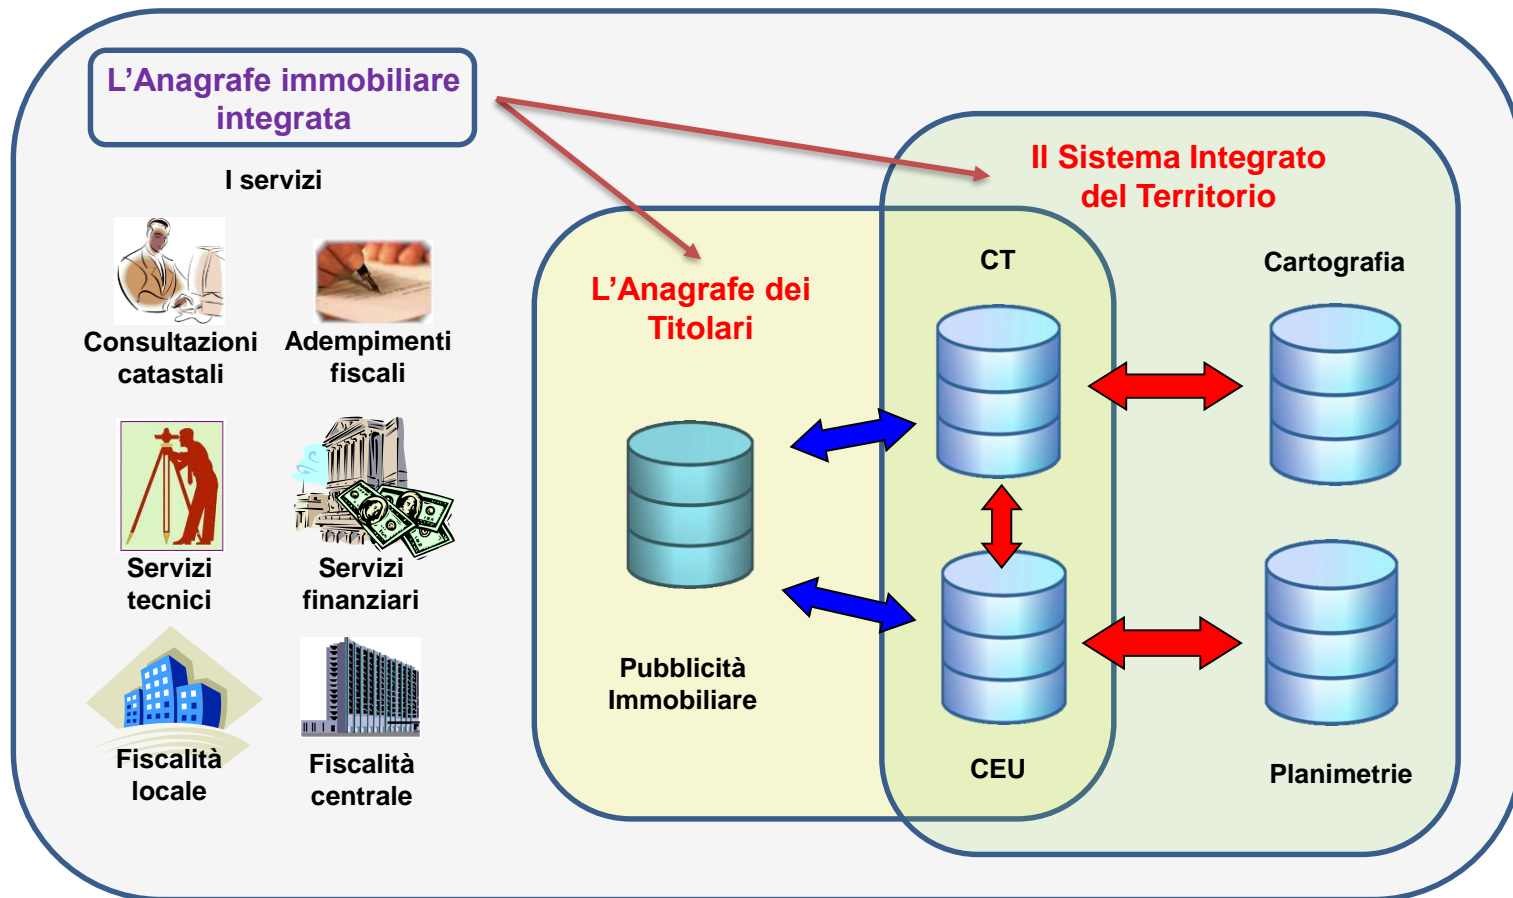 L'Anagrafe immobiliare
integrata
I servizi
Consultazioni
catastali
Adempimenti
fiscali
Servizi
tecnici
Servizi
finanziari
Fiscalità
locale
Fiscalità
centrale
L'Anagrafe dei
Titolari
Pubblicità
Immobiliare
Il Sistema Integrato
del Territorio
CT
CEU
Cartografia
Planimetrie